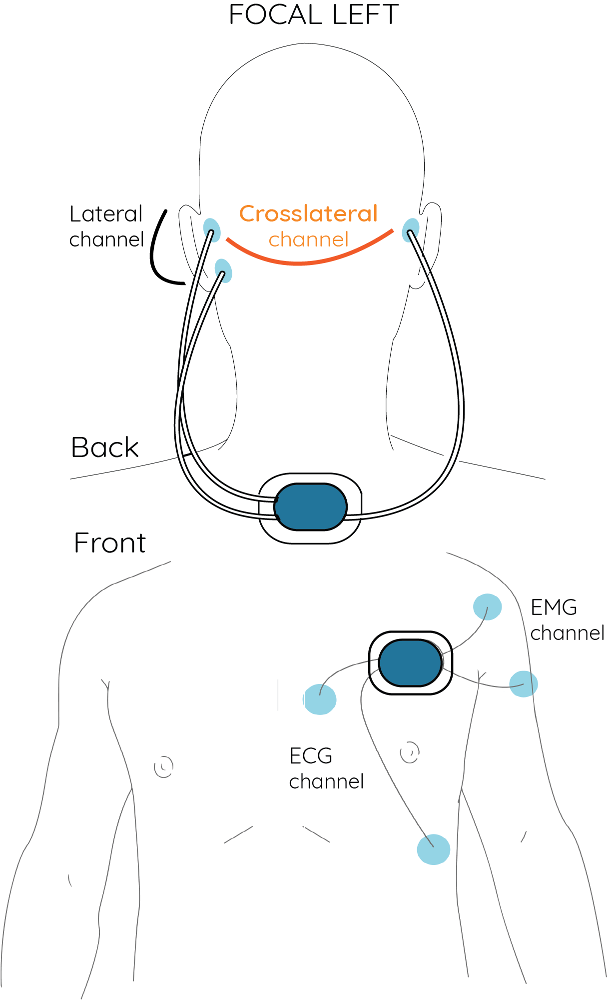 FOCAL LEFT
Lateral
channel
Crosslateral
channel
Back
Front
EMG
channel
ECG
channel